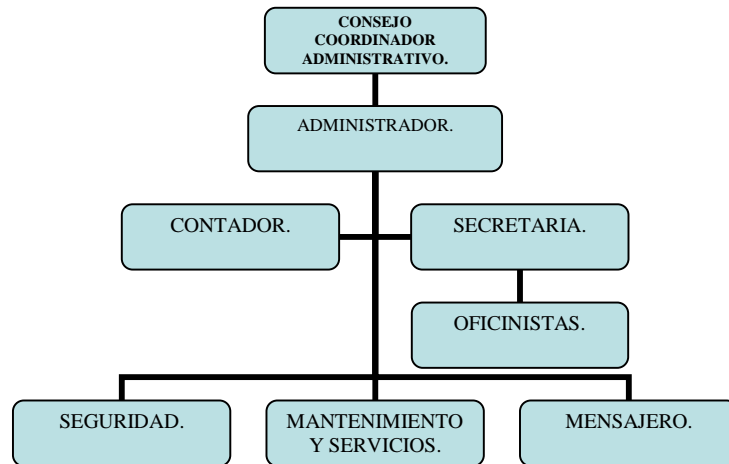 CONSEJO
COORDINADOR
ADMINISTRATIVO.
ADMINISTRADOR.
CONTADOR.
SECRETARIA.
OFICINISTAS.
SEGURIDAD.
MANTENIMIENTO
Y SERVICIOS.
MENSAJERO.